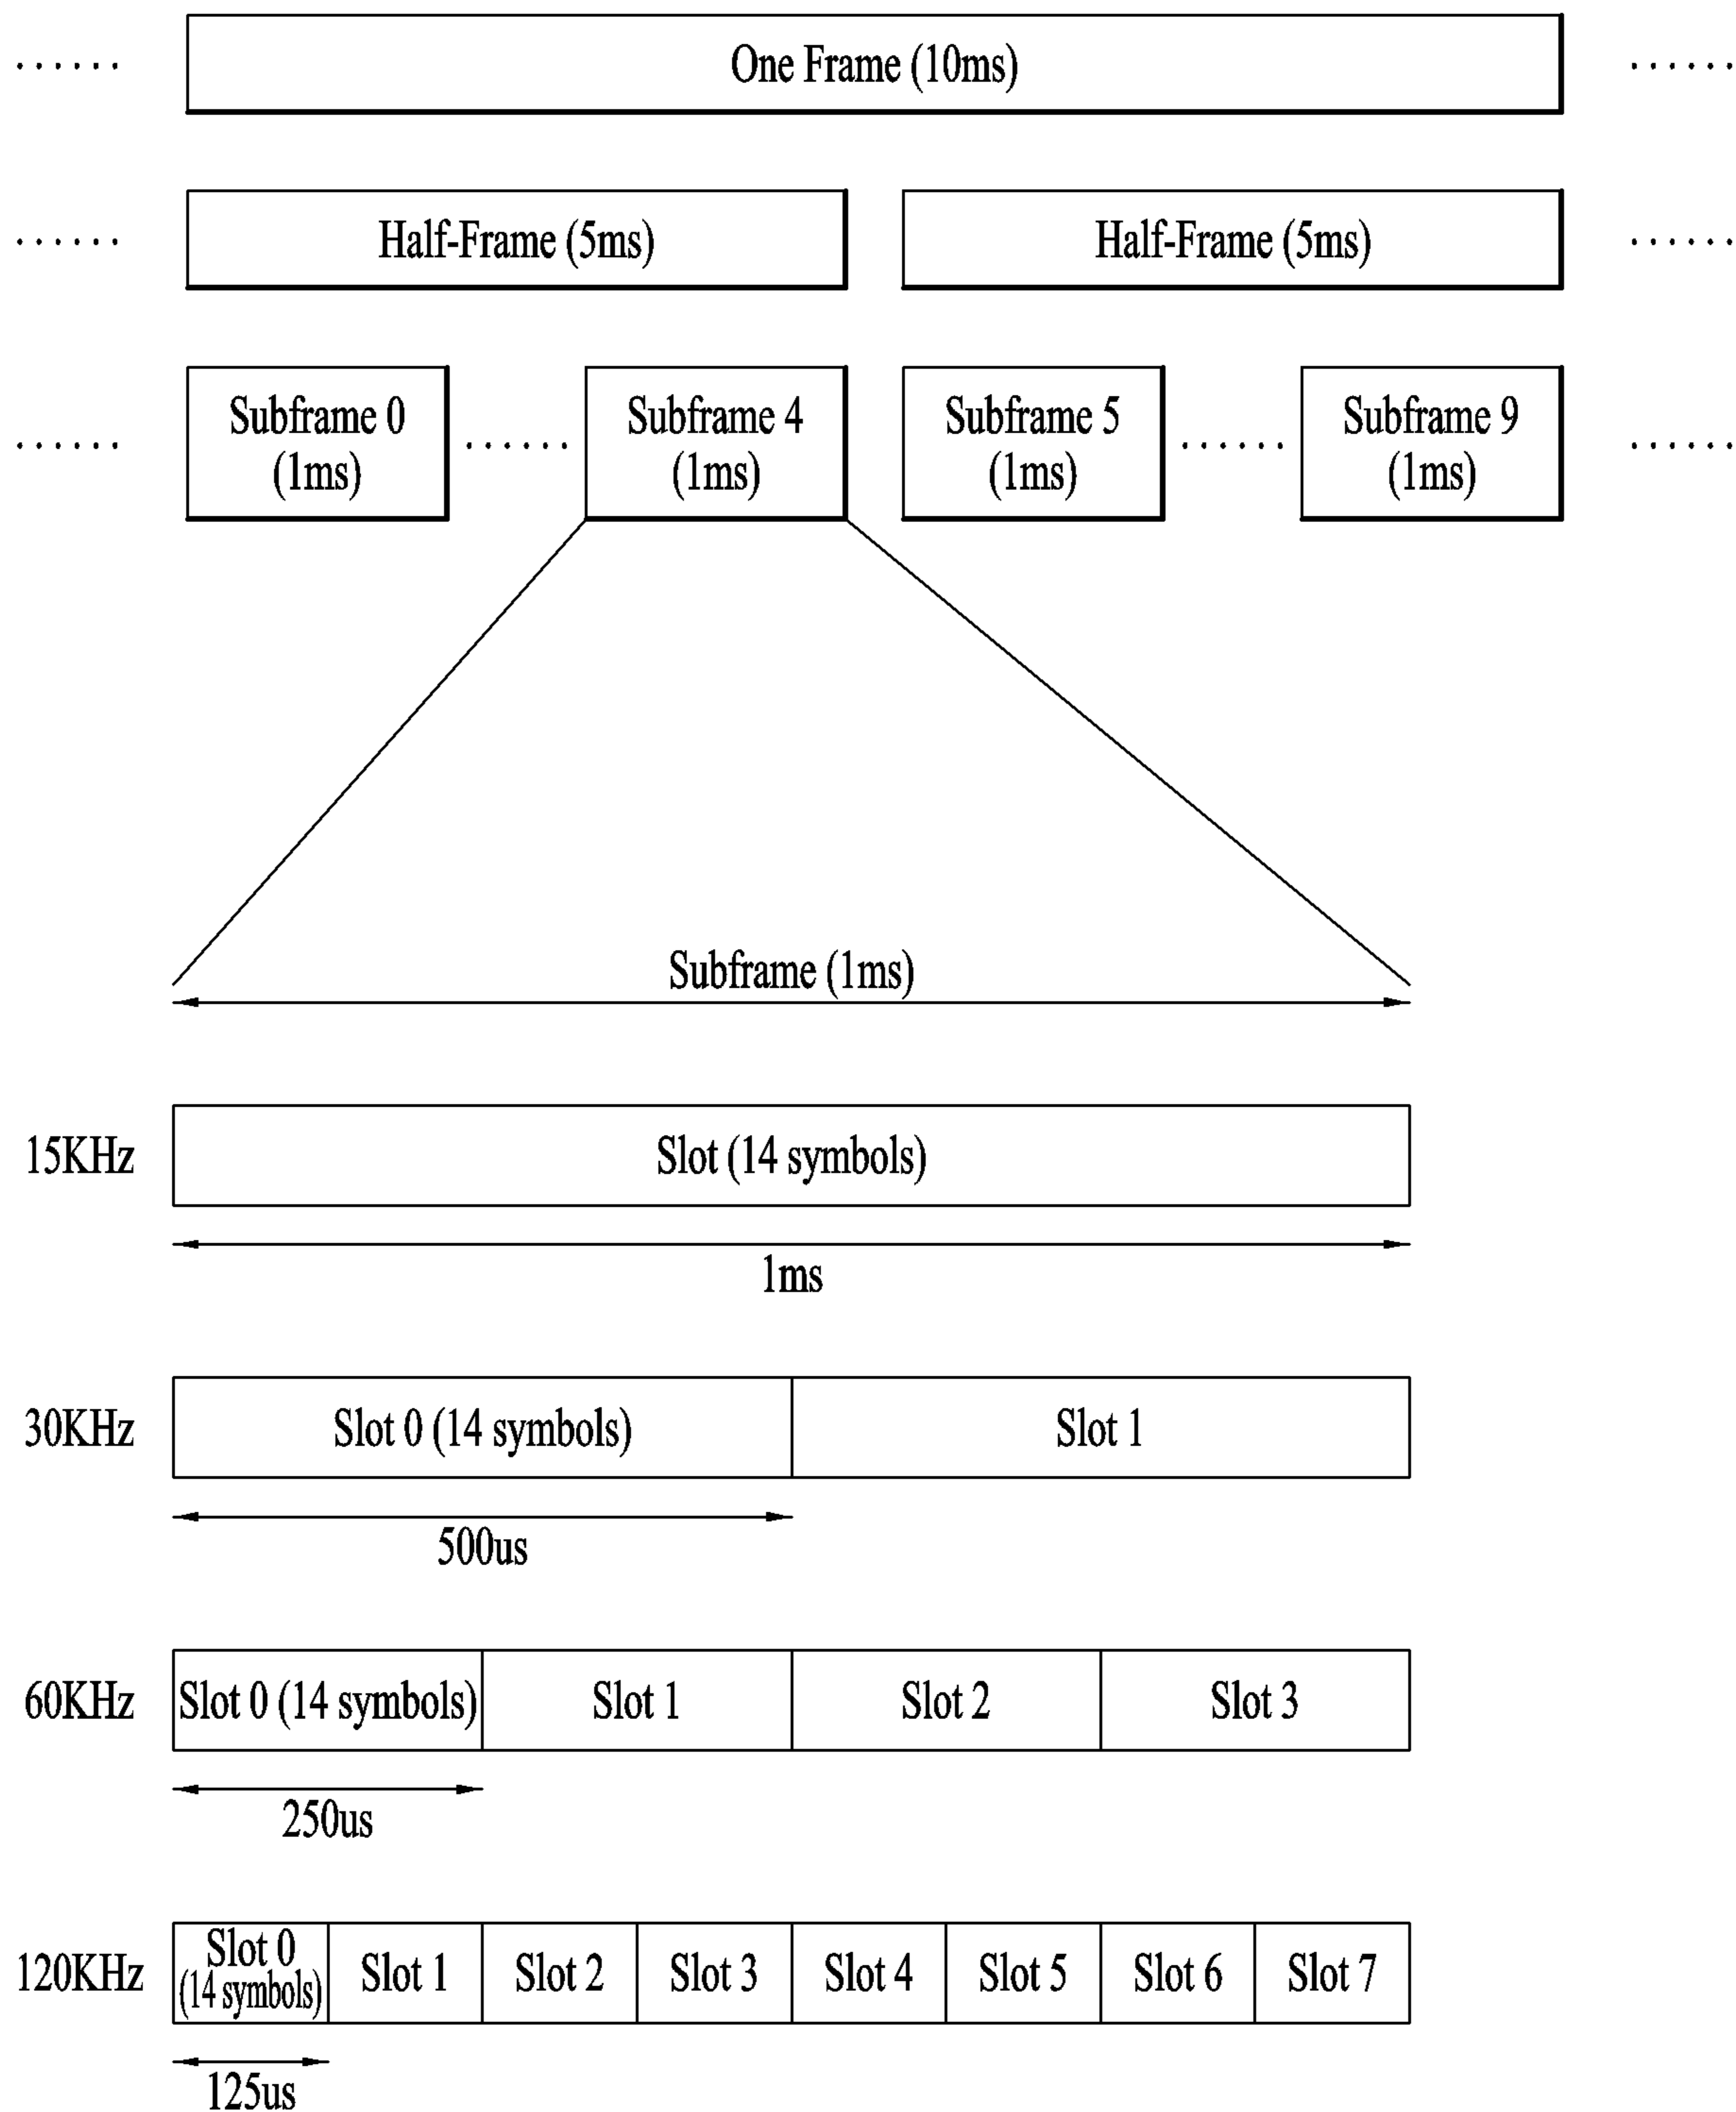 ...... One Frame (10ms) ......
...... Half-Frame (5ms) Half-Frame (5ms) ......
Subframe 0 Subframe 4 Subframe 5 Subframe 9
...... (1ms) ...... (1ms) (1ms) ...... (1ms) ......
Subframe (1ms)
15KHz Slot (14 symbols)
1ms
30KHz Slot 0 (14 symbols) Slot 1
500us
60KHz Slot 0 (14 symbols) Slot 1 Slot 2 Slot 3
250us
120KHz Slot 0 (14 symbols) Slot 1 Slot 2 Slot 3 Slot 4 Slot 5 Slot 6 Slot 7
125us